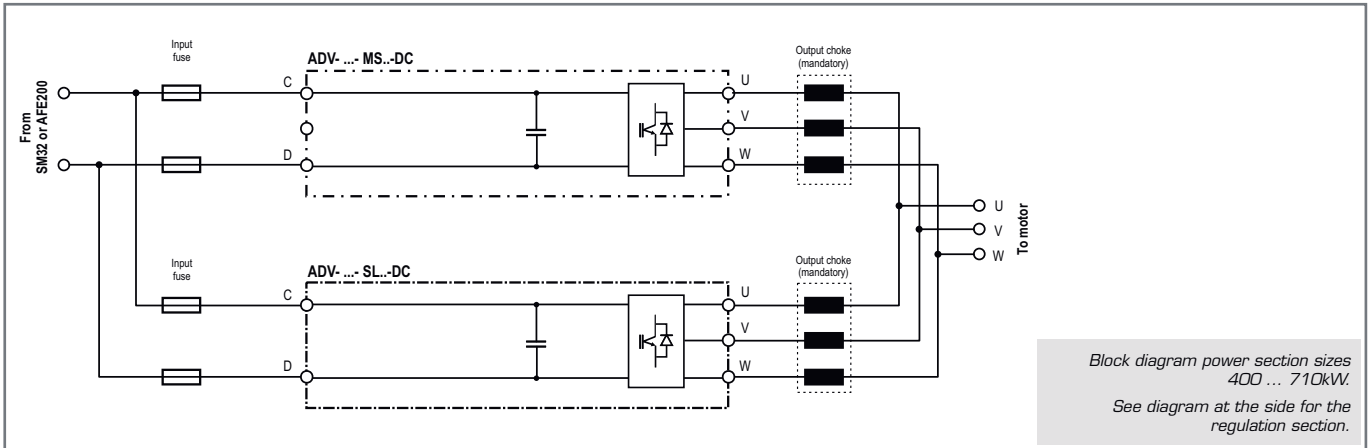 Input
fuse
ADV- ...- MS..-DC
Output choke
(mandatory)
C
U
From
SM32 or AFE200
V
D
W
U
V
W
To motor
Input
fuse
ADV- ...- SL..-DC
Output choke
(mandatory)
C
U
V
D
W
Block diagram power section sizes
400 ... 710kW.
See diagram at the side for the
regulation section.